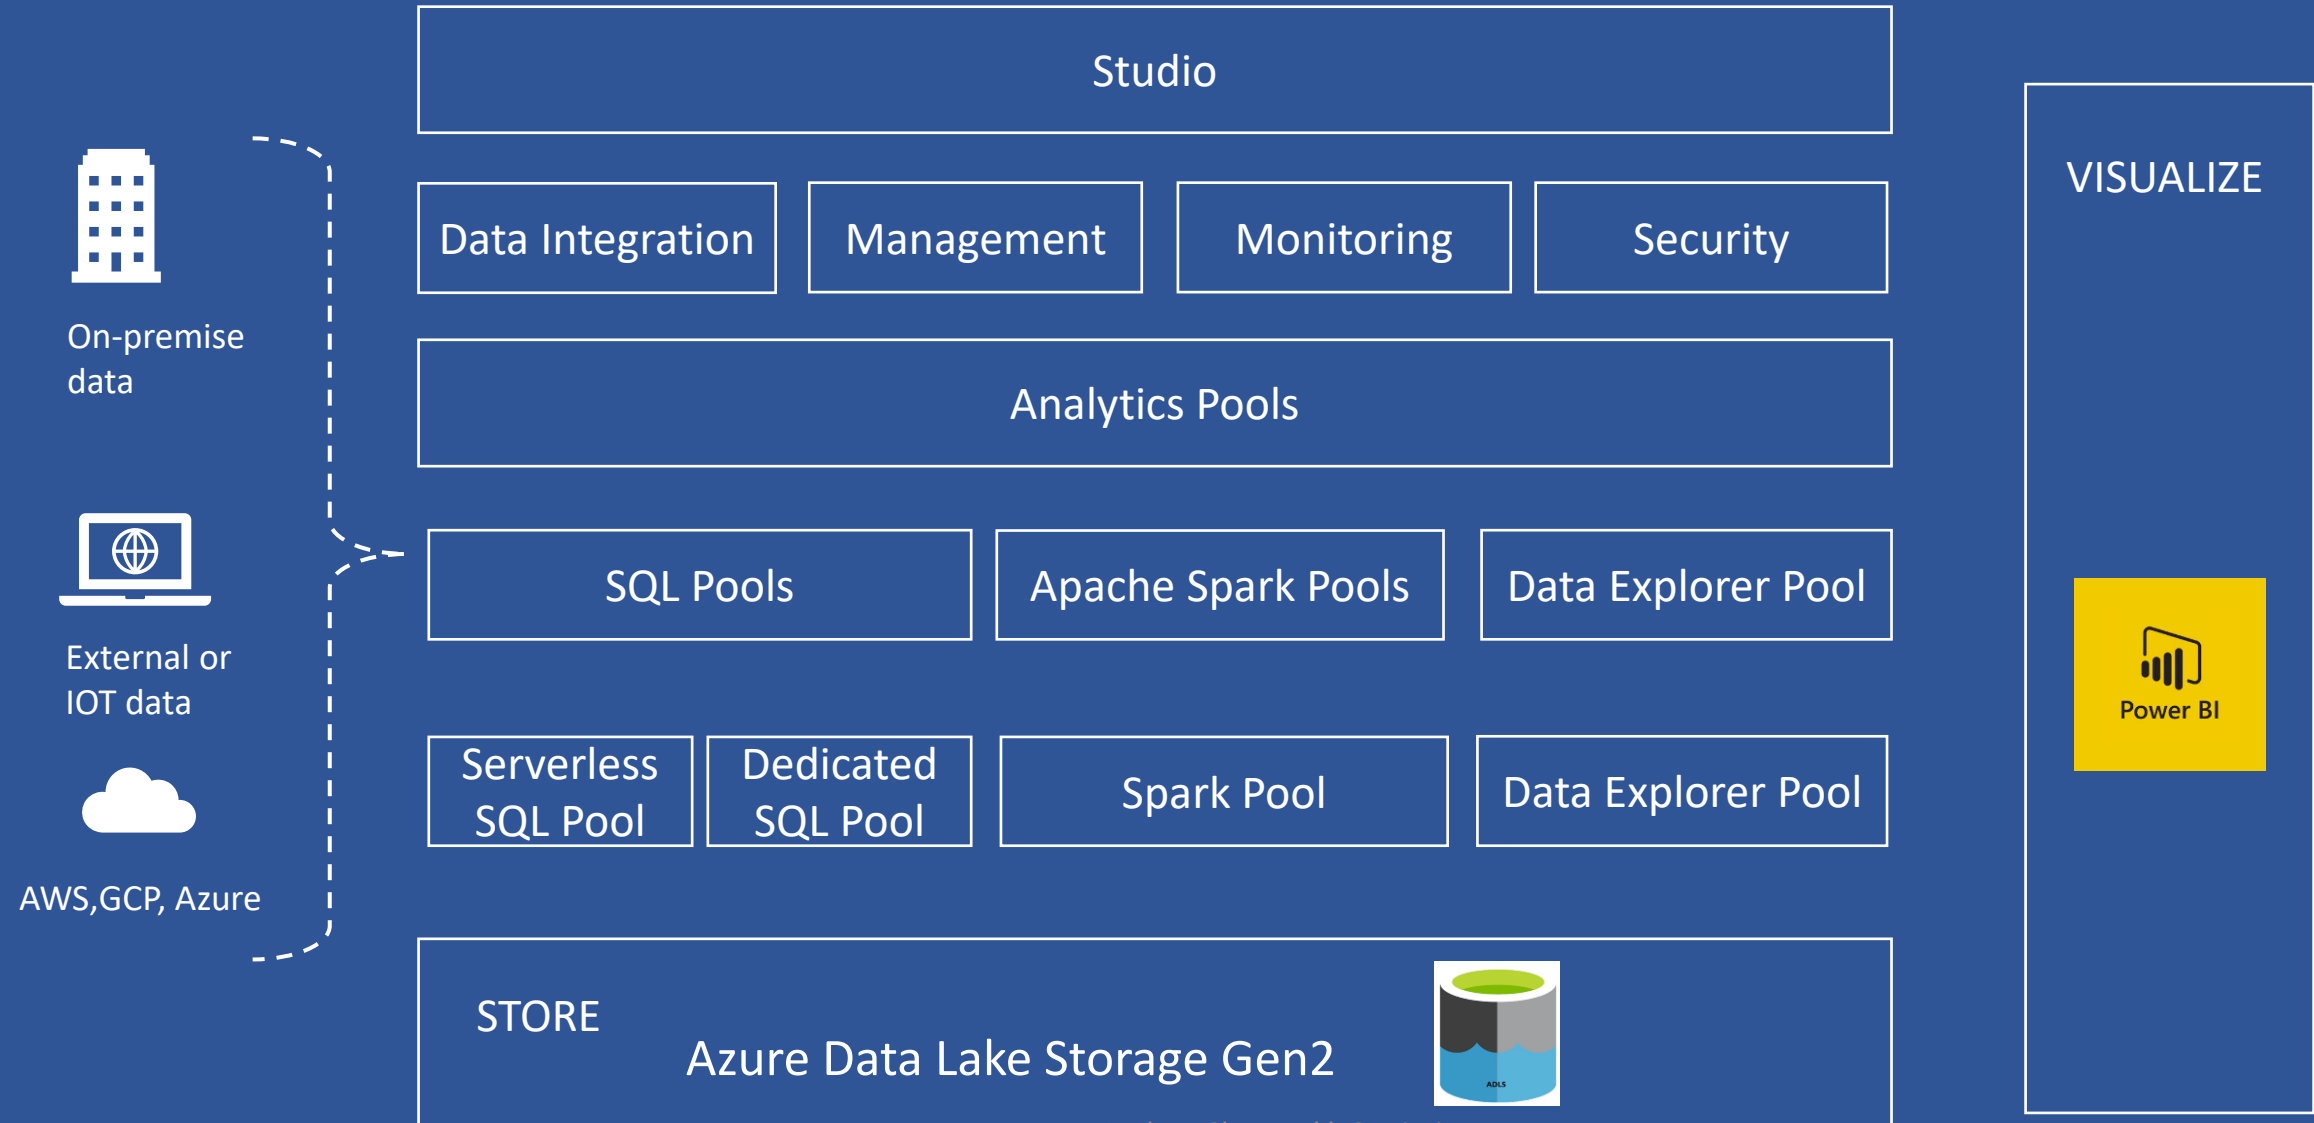 Studio
VISUALIZE
Data Integration
Management
Monitoring
Security
On-premise
data
Analytics Pools
SQL Pools
Apache Spark Pools
Data Explorer Pool
External or
IOT data
Power BI
Serverless
SQL Pool
Dedicated
SQL Pool
Spark Pool
Data Explorer Pool
AWS,GCP, Azure
STORE
Azure Data Lake Storage Gen2
ADLS